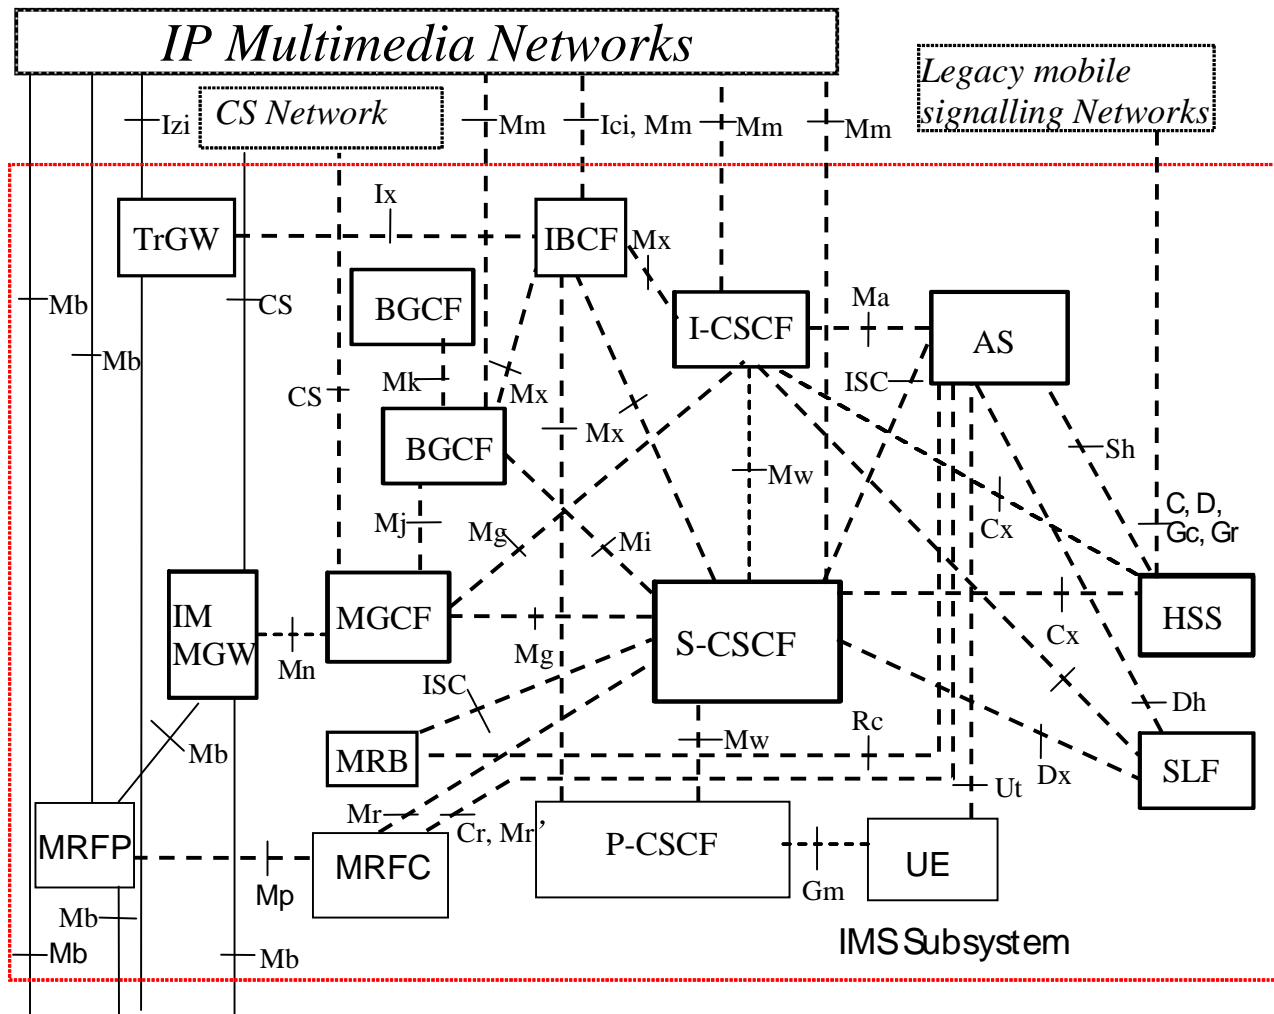 IP Multimedia Networks
Legacy mobile
signalling Networks
CS Network
Izi
Mm
Ici, Mm
Mm
Mm
Ix
TrGW
IBCF
Mx
Mb
CS
BGCF
I-CSCF
Ma
AS
Mb
Mk
Mx
ISC
CS
BGCF
Mx
Mw
Sh
Mj
Mg
Mi
Cx
C, D,
Gc, Gr
IM
MGW
MGCF
S-CSCF
HSS
Mn
Mg
Cx
ISC
Dh
Mb
MRB
Mw
Rc
Dx
SLF
Ut
Mr
Cr, Mr’
MRFP
MRFC
P-CSCF
UE
Mp
Gm
Mb
Mb
Mb
IMS Subsystem